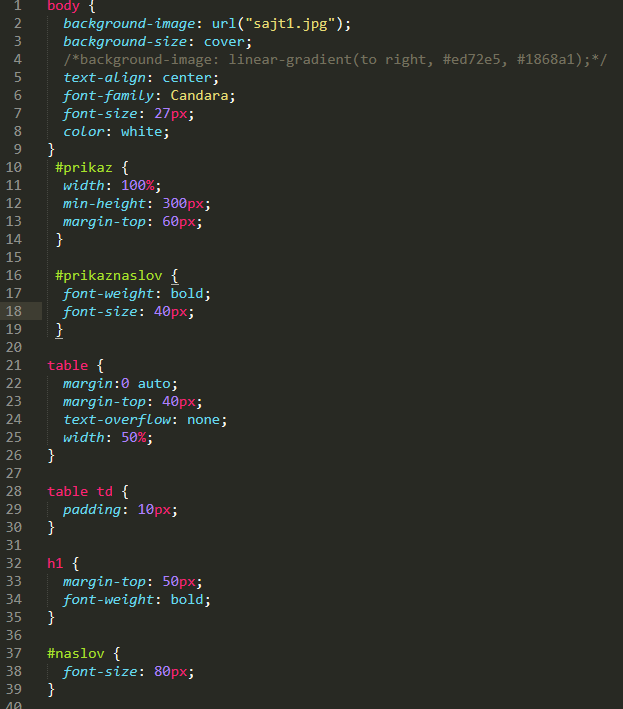 1 body {
2   background-image: url("sajt1.jpg");
3   background-size: cover;
4   /*background-image: linear-gradient(to right, #ed72e5, #1868a1);*/
5   text-align: center;
6   font-family: Candara;
7   font-size: 27px;
8   color: white;
9 }
10  #prikaz {
11   width: 100%;
12   min-height: 300px;
13   margin-top: 60px;
14  }
15
16  #prikaznaslov {
17   font-weight: bold;
18   font-size: 40px;
19  }
20
21 table {
22   margin:0 auto;
23   margin-top: 40px;
24   text-overflow: none;
25   width: 50%;
26 }
27
28 table td {
29   padding: 10px;
30 }
31
32 h1 {
33   margin-top: 50px;
34   font-weight: bold;
35 }
36
37 #naslov {
38   font-size: 80px;
39 }
40